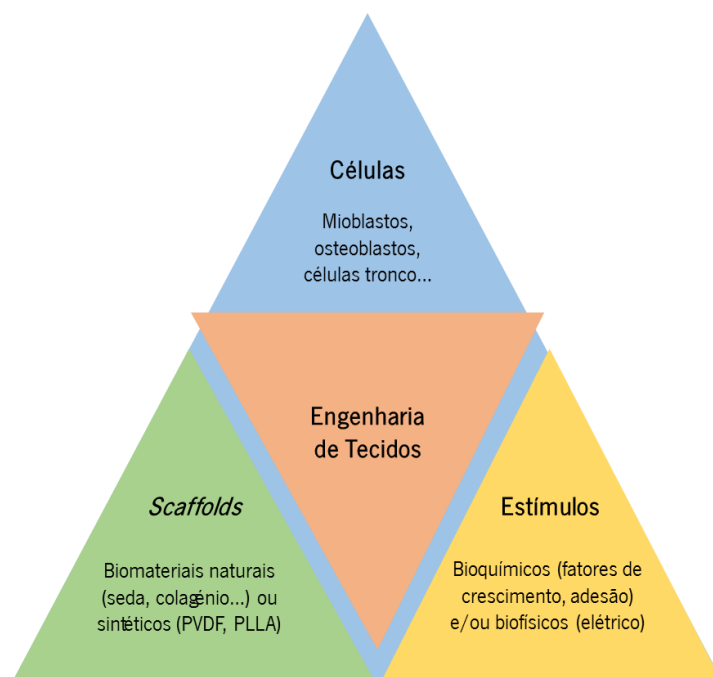 Células
Mioblastos,
osteoblastos,
células tronco...
Engenharia
de Tecidos
Scaffolds
Biomateriais naturais
(seda, colagénio...) ou
sintéticos (PVDF, PLLA)
Estímulos
Bioquímicos (fatores de
crescimento, adesão)
e/ou biofísicos (elétrico)